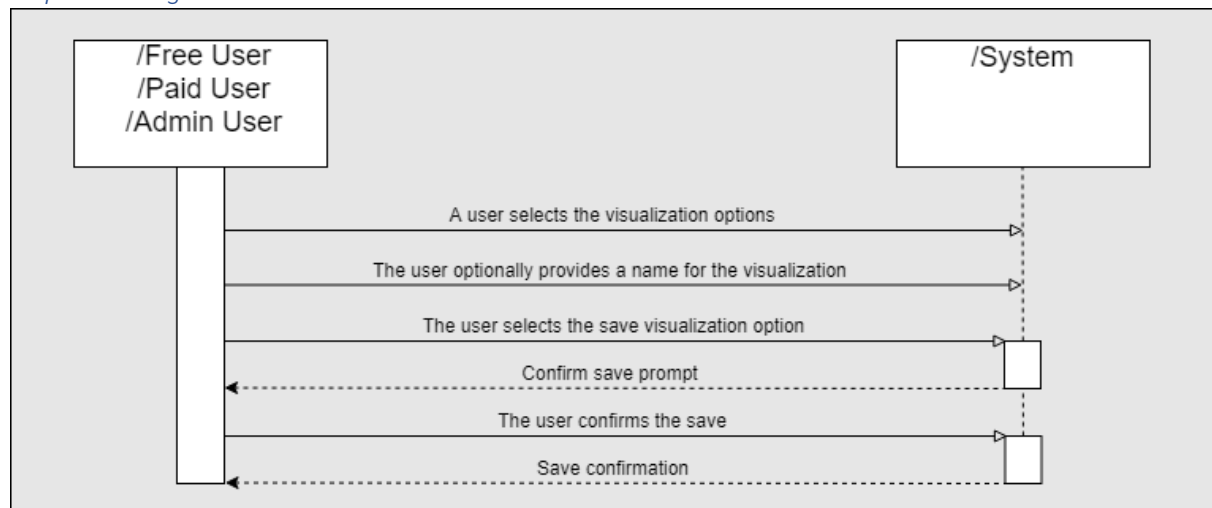 /Free User
/Paid User
/Admin User
/System
A user selects the visualization options
The user optionally provides a name for the visualization
The user selects the save visualization option
Confirm save prompt
The user confirms the save
Save confirmation